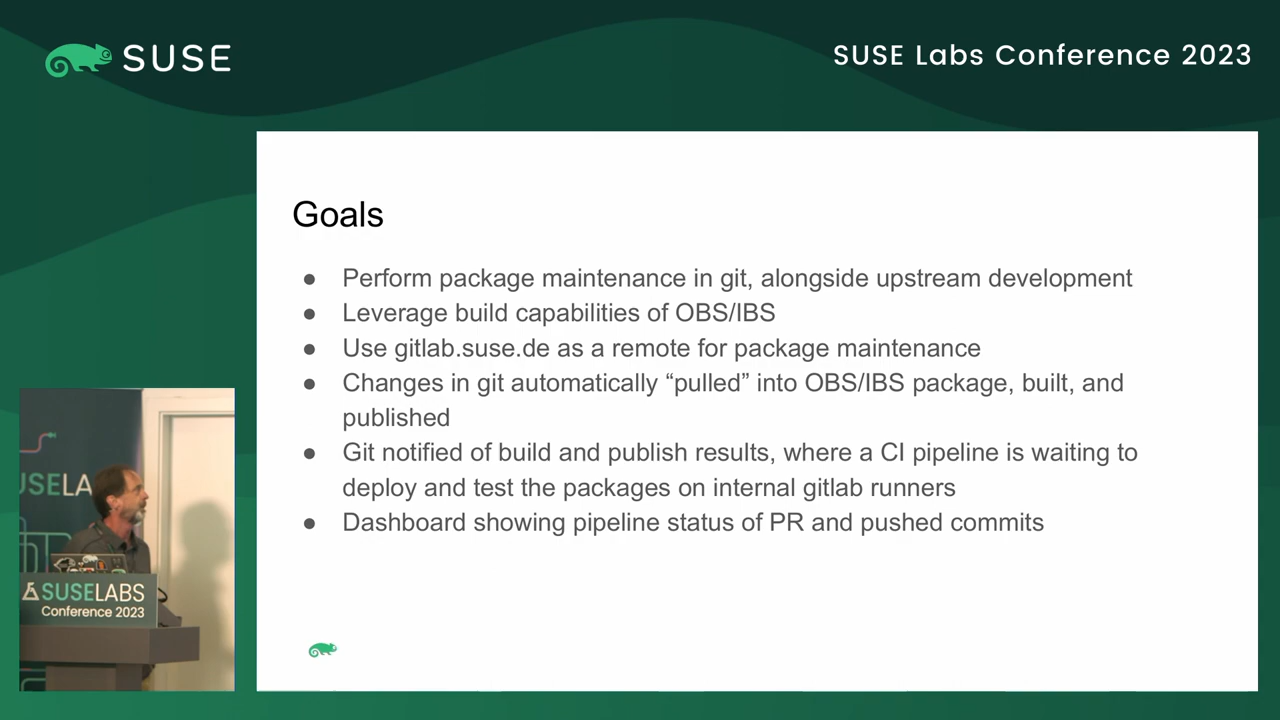 SUSE
SUSE Labs Conference 2023
Goals
● Perform package maintenance in git, alongside upstream development
● Leverage build capabilities of OBS/IBS
● Use gitlab.suse.de as a remote for package maintenance
● Changes in git automatically “pulled” into OBS/IBS package, built, and
published
● Git notified of build and publish results, where a CI pipeline is waiting to
deploy and test the packages on internal gitlab runners
● Dashboard showing pipeline status of PR and pushed commits
USELA
SUSELABS
Conference 2023